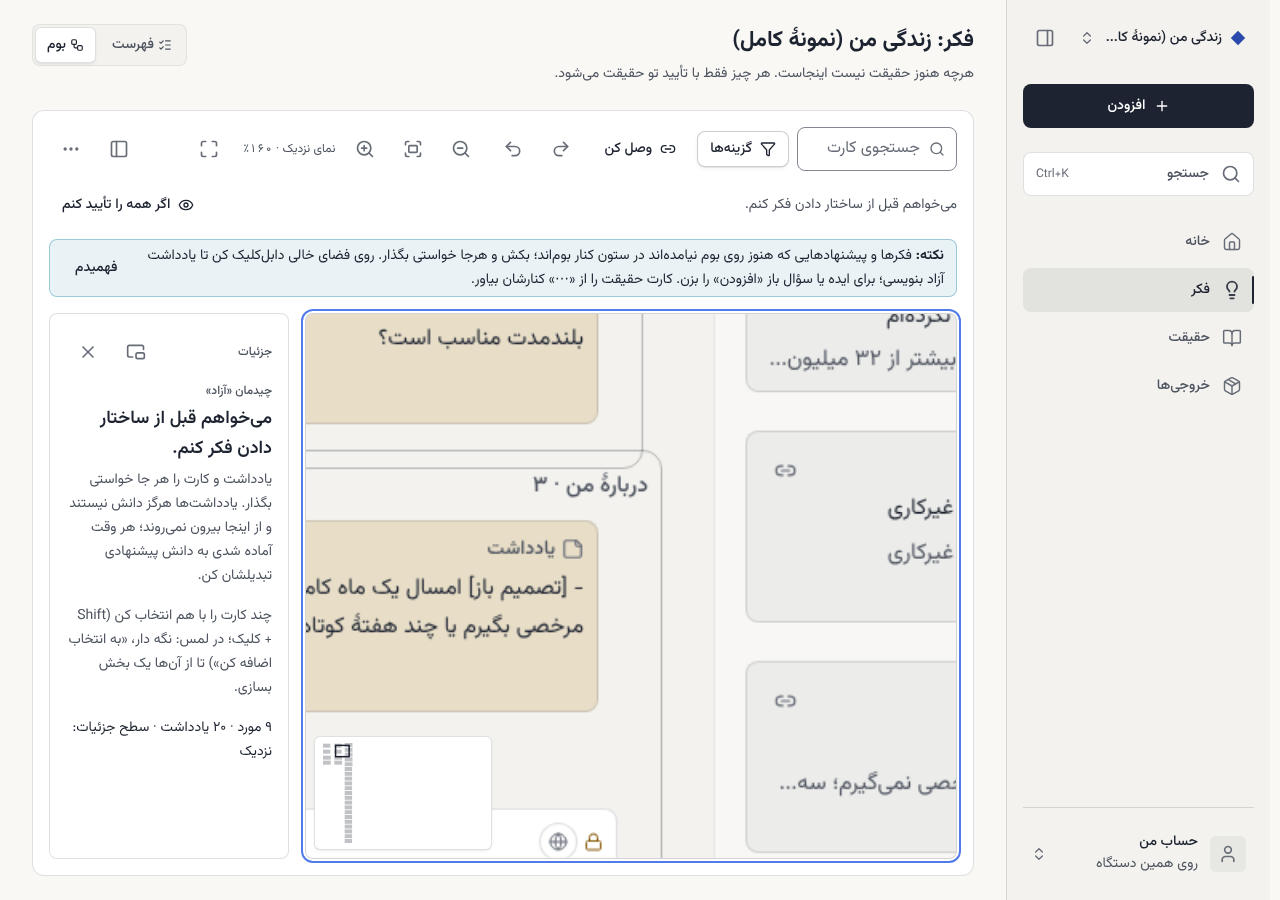 زندگی من (نمونهٔ کا...
افزودن
جستجو
Ctrl+K
خانه
فکر
حقیقت
خروجی‌ها
حساب من
روی همین دستگاه
فکر: زندگی من (نمونهٔ کامل)
هرچه هنوز حقیقت نیست اینجاست. هر چیز فقط با تأیید تو حقیقت می‌شود.
فهرست
بوم
جستجوی کارت
گزینه‌ها
وصل کن
نمای نزدیک · ۱۶۰٪
می‌خواهم قبل از ساختار دادن فکر کنم.
اگر همه را تأیید کنم
نکته: فکرها و پیشنهادهایی که هنوز روی بوم نیامده‌اند در ستون کنار بوم‌اند؛ بکش و هرجا خواستی بگذار. روی فضای خالی دابل‌کلیک کن تا یادداشت
آزاد بنویسی؛ برای ایده یا سؤال باز «افزودن» را بزن. کارت حقیقت را از «···» کنارشان بیاور.
فهمیدم
نکرده‌ام
بیشتر از ۳۲ میلیون...
غیرکاری
غیرکاری
نمی‌گیرم؛ سه...
بلندمدت مناسب است؟
دربارهٔ من · ۳
یادداشت
- [تصمیم باز] امسال یک ماه
مرخصی بگیرم یا چند هفتهٔ
جزئیات
چیدمان «آزاد»
می‌خواهم قبل از ساختار
دادن فکر کنم.
یادداشت و کارت را هر جا خواستی
بگذار. یادداشت‌ها هرگز دانش نیستند
و از اینجا بیرون نمی‌روند؛ هر وقت
آماده شدی به دانش پیشنهادی
تبدیلشان کن.
چند کارت را با هم انتخاب کن (Shift
+ کلیک؛ در لمس: نگه دار، «به انتخاب
اضافه کن») تا از آن‌ها یک بخش
بسازی.
۹ مورد · ۲۰ یادداشت · سطح جزئیات:
نزدیک